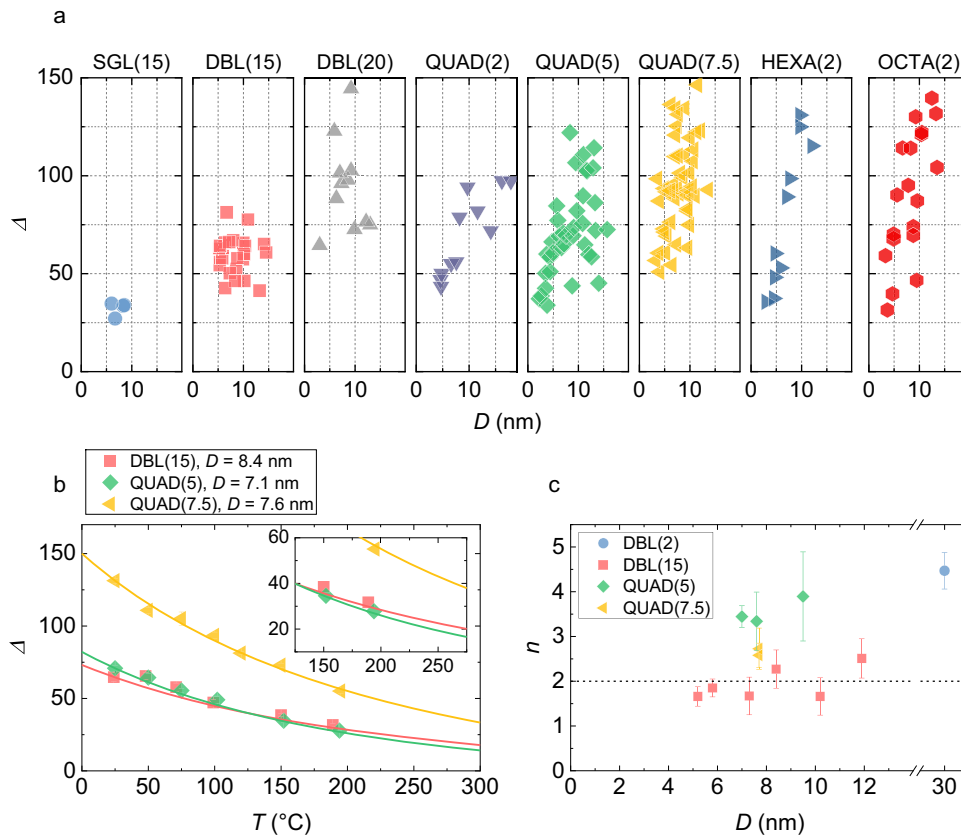 a
SGL(15) DBL(15) DBL(20) QUAD(2) QUAD(5) QUAD(7.5) HEXA(2) OCTA(2)
150
100
50
0
Δ
0 10 0 10 0 10 0 10 0 10 0 10 0 10 0 10
D (nm)
DBL(15), D = 8.4 nm
QUAD(5), D = 7.1 nm
QUAD(7.5), D = 7.6 nm
b
150
100
50
0
Δ
60
40
20
150 200 250
0 50 100 150 200 250 300
T (°C)
c
DBL(2)
DBL(15)
QUAD(5)
QUAD(7.5)
5
4
3
2
1
0
n
0 2 4 6 8 10 12 30
D (nm)